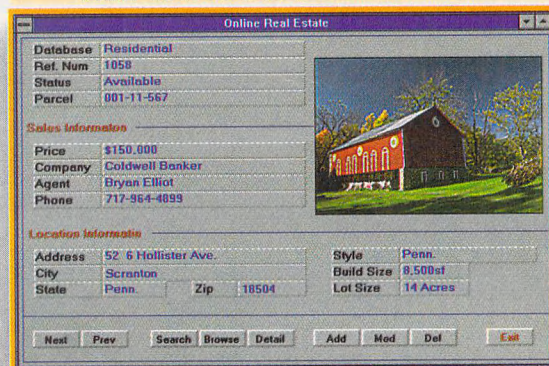 Online Real Estate
Database Residential
Ref. Num 1058
Status Available
Parcel 001-11-567
Sales Informaton
Price $150,000
Company Coldwell Banker
Agent Bryan Elliot
Phone 717-964-4899
Location Informatio
Address 52 6 Hollister Ave.
City Scranton
State Penn. Zip 18504
Style Penn.
Build Size 8,500sf
Lot Size 14 Acres
Next Prev Search Browse Detail Add Mod Del Exit